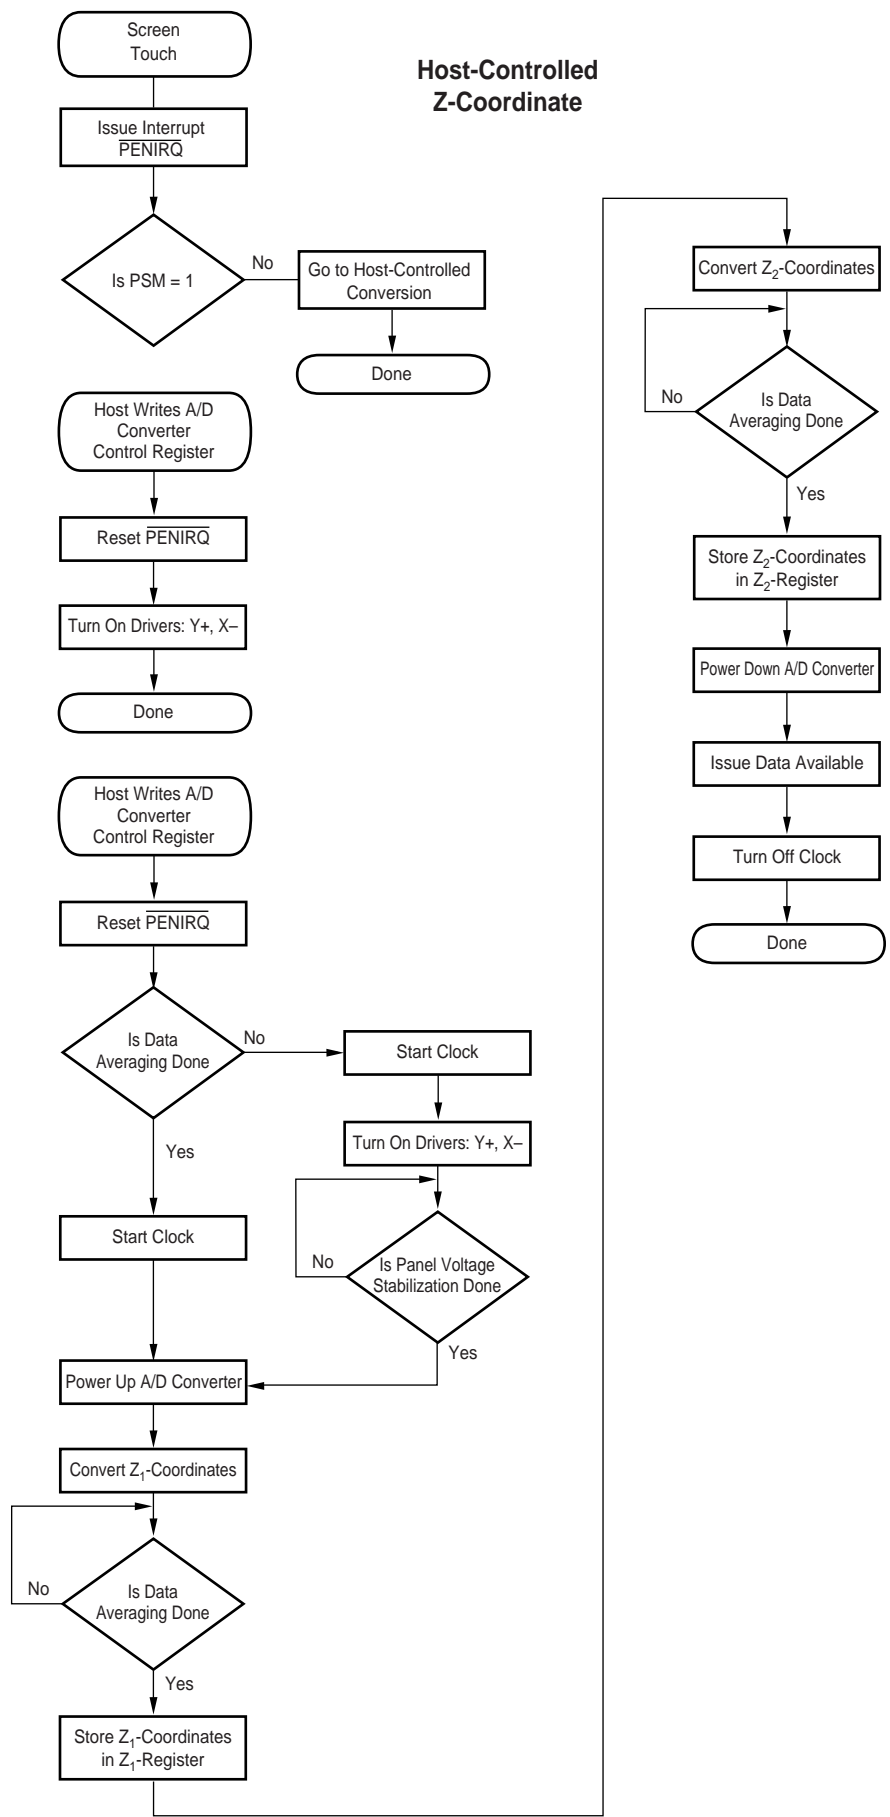 Host-Controlled
Z-Coordinate
Screen
Touch
Issue Interrupt
PENIRQ
Is PSM = 1
No
Go to Host-Controlled
Conversion
Done
Host Writes A/D
Converter
Control Register
Reset PENIRQ
Turn On Drivers: Y+, X–
Done
Host Writes A/D
Converter
Control Register
Reset PENIRQ
Is Data
Averaging Done
No
Start Clock
Turn On Drivers: Y+, X–
Is Panel Voltage
Stabilization Done
No
Yes
Yes
Start Clock
Power Up A/D Converter
Convert Z1-Coordinates
Is Data
Averaging Done
No
Yes
Store Z1-Coordinates
in Z1-Register
Convert Z2-Coordinates
Is Data
Averaging Done
No
Yes
Store Z2-Coordinates
in Z2-Register
Power Down A/D Converter
Issue Data Available
Turn Off Clock
Done